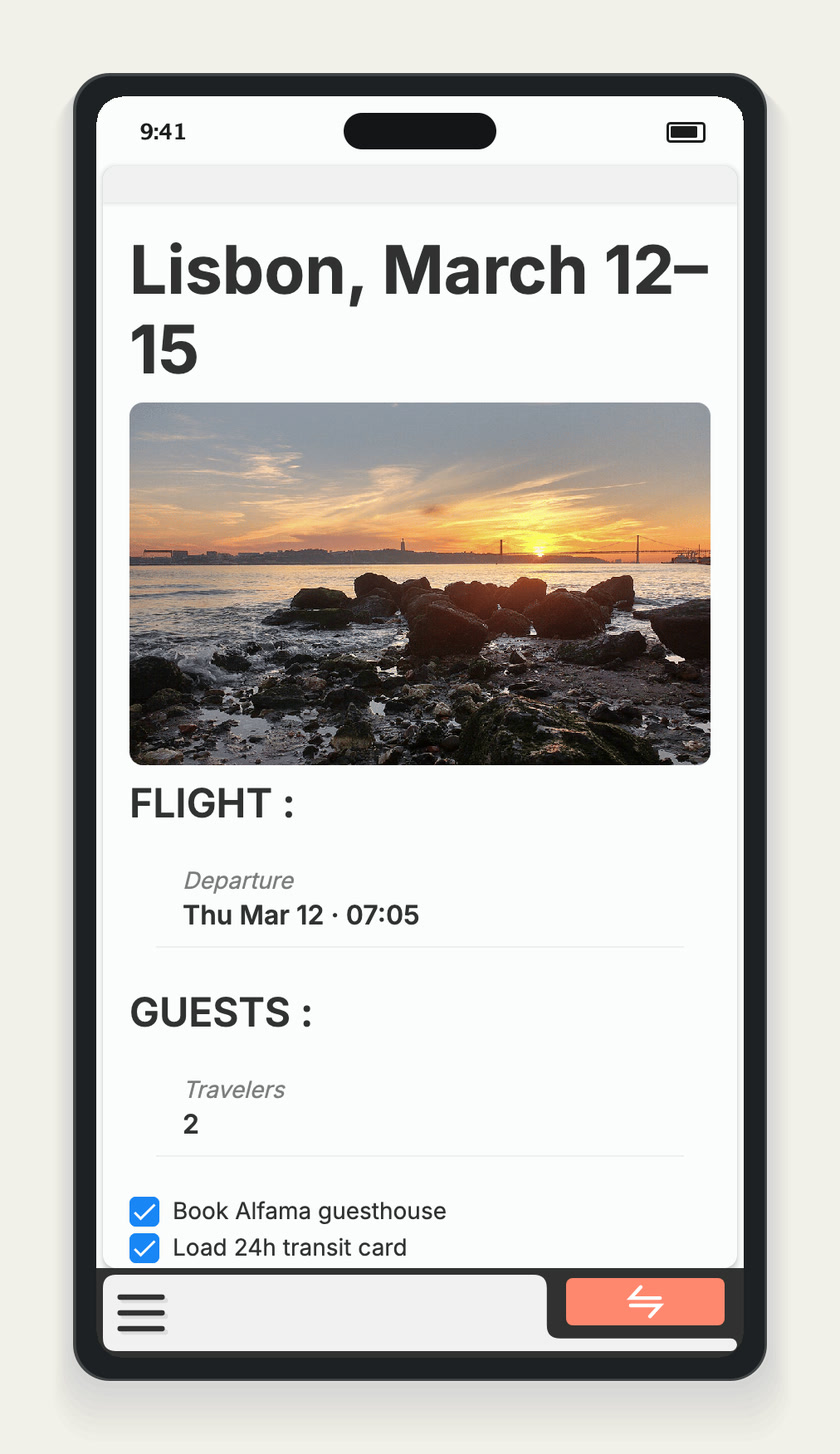 9:41
Lisbon, March 12–
15
FLIGHT :
Departure
Thu Mar 12 · 07:05
GUESTS :
Travelers
2
Book Alfama guesthouse
Load 24h transit card